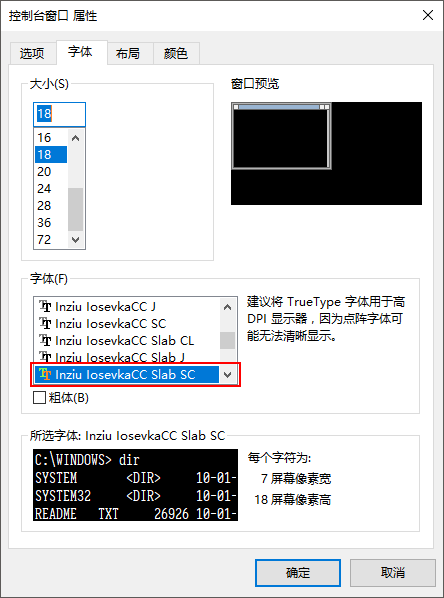 控制台窗口 属性
选项 字体 布局 颜色
大小(S)
18
16
18
20
24
28
36
72
窗口预览
字体(F)
Inziu IosevkaCC J
Inziu IosevkaCC SC
Inziu IosevkaCC Slab CL
Inziu IosevkaCC Slab J
Inziu IosevkaCC Slab SC
粗体(B)
建议将 TrueType 字体用于高
DPI 显示器，因为点阵字体可
能无法清晰显示。
所选字体: Inziu IosevkaCC Slab SC
C:\WINDOWS> dir
SYSTEM <DIR> 10-01-
SYSTEM32 <DIR> 10-01-
README TXT 26926 10-01-
每个字符为:
7 屏幕像素宽
18 屏幕像素高
确定 取消